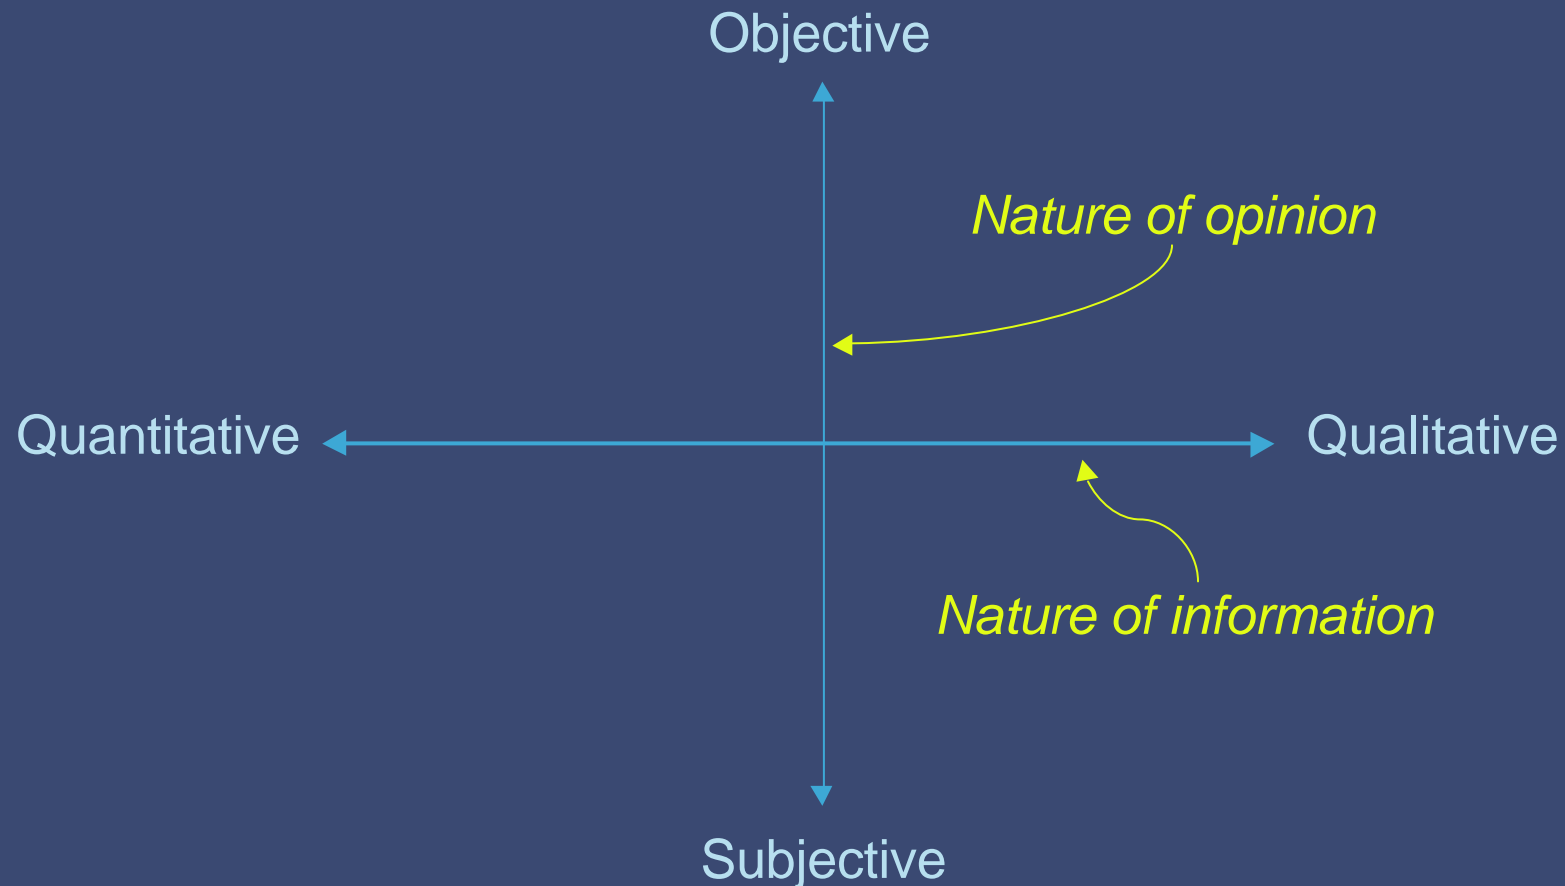 Objective
Nature of opinion
Quantitative
Qualitative
Nature of information
Subjective